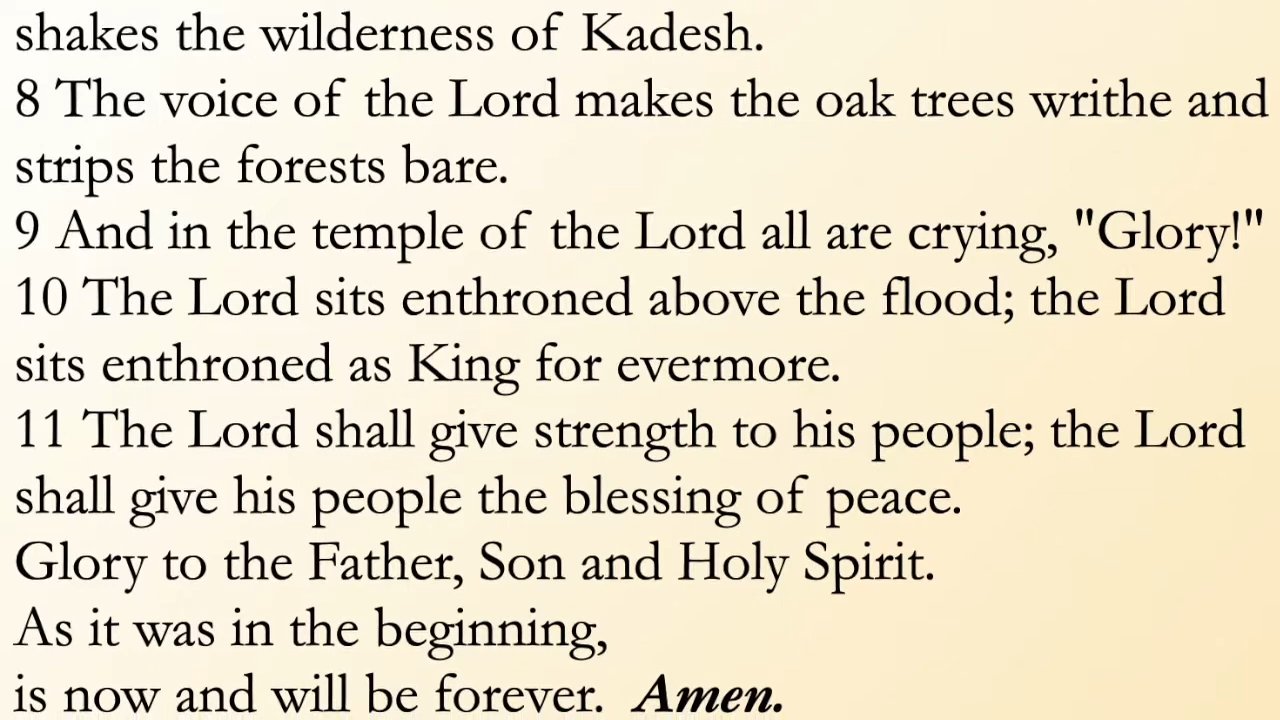 shakes the wilderness of Kadesh.
8 The voice of the Lord makes the oak trees writhe and
strips the forests bare.
9 And in the temple of the Lord all are crying, "Glory!"
10 The Lord sits enthroned above the flood; the Lord
sits enthroned as King for evermore.
11 The Lord shall give strength to his people; the Lord
shall give his people the blessing of peace.
Glory to the Father, Son and Holy Spirit.
As it was in the beginning,
is now and will be forever. Amen.